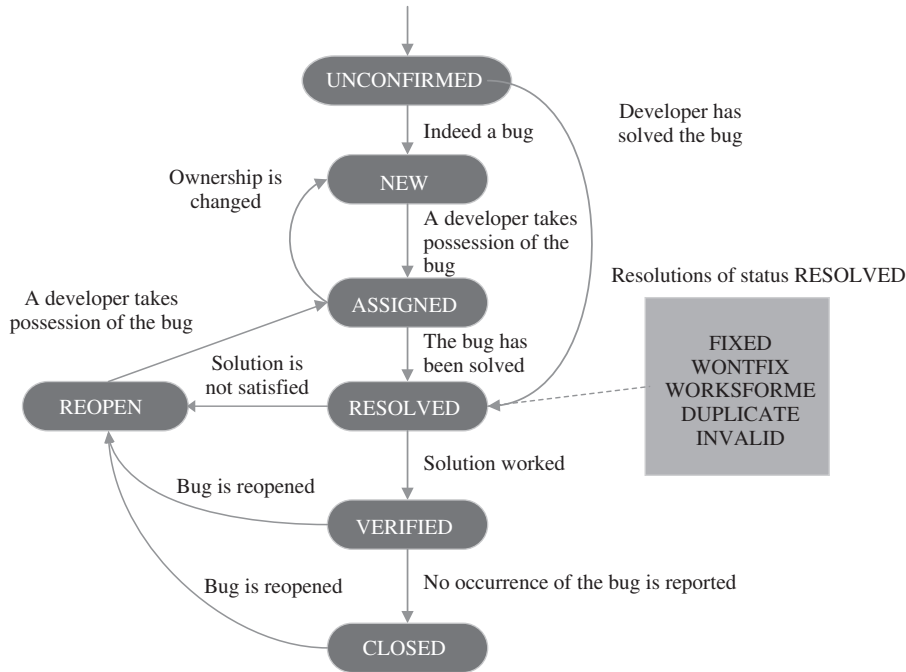 UNCONFIRMED
Developer has
solved the bug
Indeed a bug
Ownership is
changed
NEW
A developer takes
possession of the
bug
Resolutions of status RESOLVED
A developer takes
possession of the bug
ASSIGNED
FIXED
WONTFIX
WORKSFORME
DUPLICATE
INVALID
The bug has
been solved
Solution is
not satisfied
REOPEN
RESOLVED
Solution worked
Bug is reopened
VERIFIED
No occurrence of the bug is reported
Bug is reopened
CLOSED